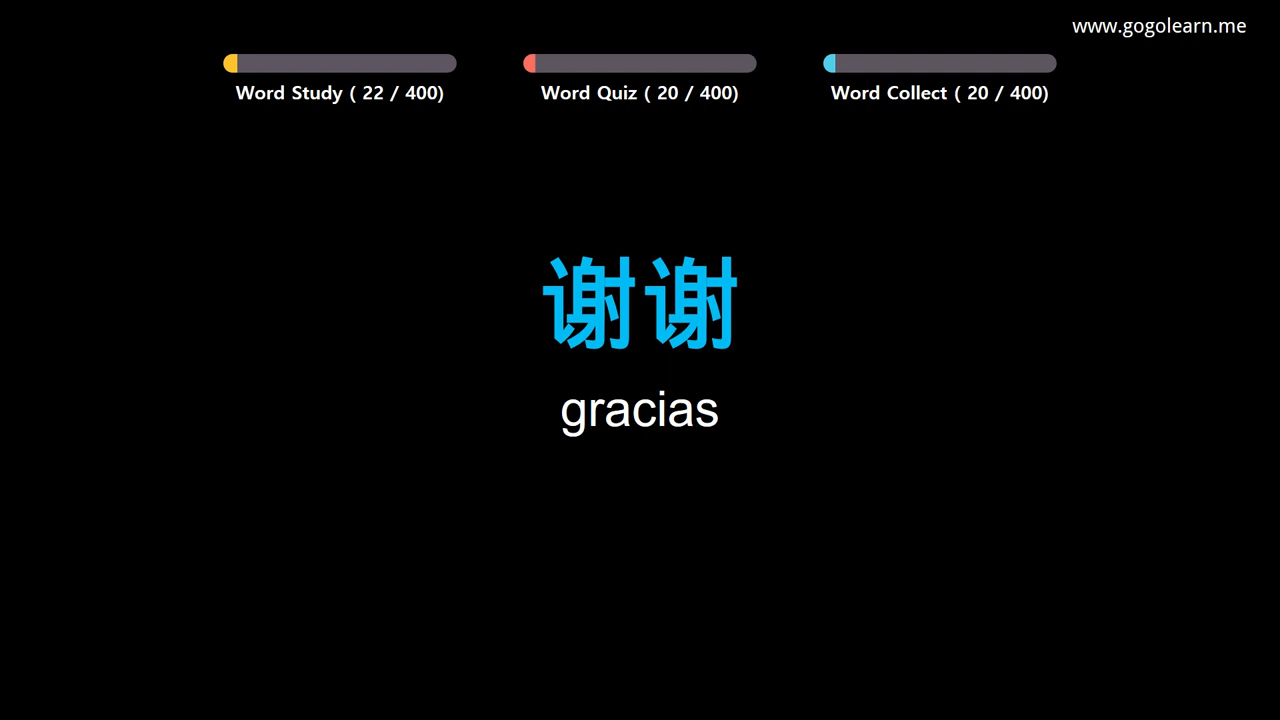 www.gogolearn.me
Word Study ( 22 / 400)
Word Quiz ( 20 / 400)
Word Collect ( 20 / 400)
谢谢
gracias